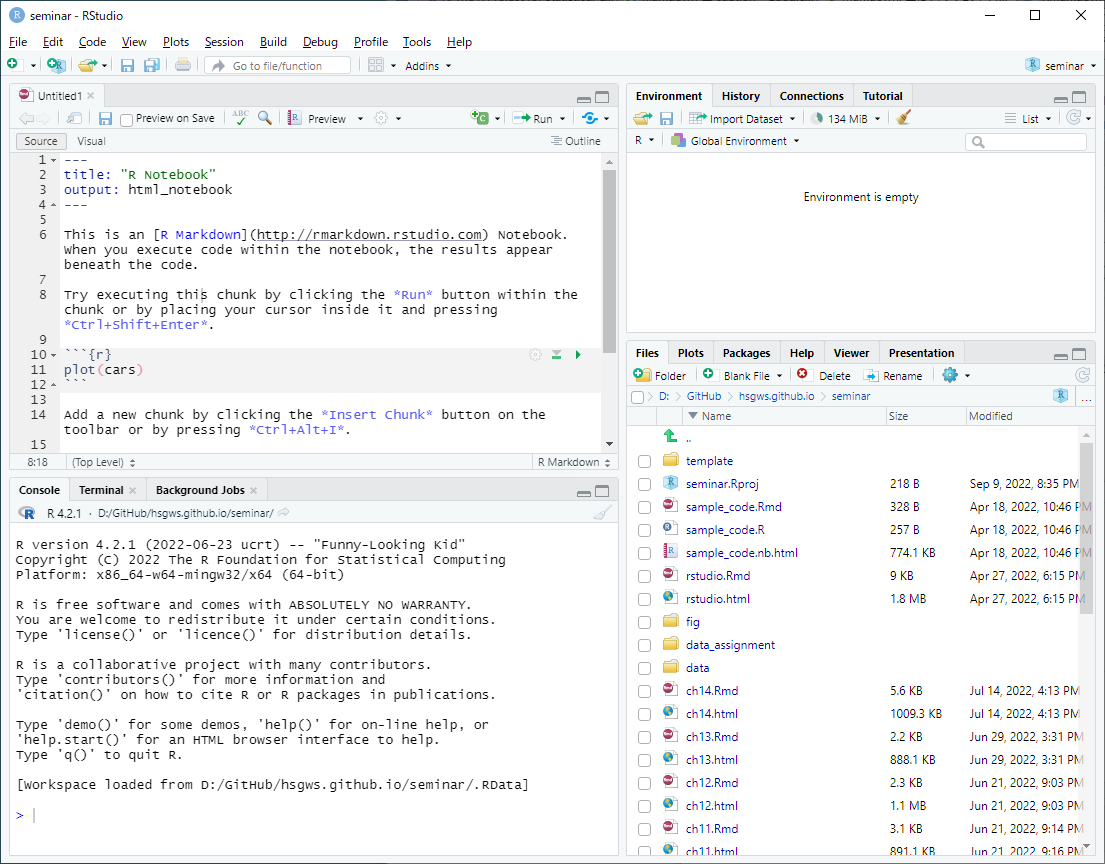 seminar - RStudio
File Edit Code View Plots Session Build Debug Profile Tools Help
Go to file/function Addins seminar
Untitled1
Preview on Save ABC Preview Run
Source Visual Outline
1 ---
2 title: "R Notebook"
3 output: html_notebook
4 ---
5
6 This is an [R Markdown](http://rmarkdown.rstudio.com) Notebook.
When you execute code within the notebook, the results appear
beneath the code.
7
8 Try executing this chunk by clicking the *Run* button within the
chunk or by placing your cursor inside it and pressing
*Ctrl+Shift+Enter*.
9
10 ```{r}
11 plot(cars)
12 ```
13
14 Add a new chunk by clicking the *Insert Chunk* button on the
toolbar or by pressing *Ctrl+Alt+I*.
15
8:18 (Top Level) R Markdown
Console Terminal Background Jobs
R 4.2.1 · D:/GitHub/hsgws.github.io/seminar/
R version 4.2.1 (2022-06-23 ucrt) -- "Funny-Looking Kid"
Copyright (C) 2022 The R Foundation for Statistical Computing
Platform: x86_64-w64-mingw32/x64 (64-bit)
R is free software and comes with ABSOLUTELY NO WARRANTY.
You are welcome to redistribute it under certain conditions.
Type 'license()' or 'licence()' for distribution details.
R is a collaborative project with many contributors.
Type 'contributors()' for more information and
'citation()' on how to cite R or R packages in publications.
Type 'demo()' for some demos, 'help()' for on-line help, or
'help.start()' for an HTML browser interface to help.
Type 'q()' to quit R.
[Workspace loaded from D:/GitHub/hsgws.github.io/seminar/.RData]
>
Environment History Connections Tutorial
Import Dataset 134 MiB List
R Global Environment
Environment is empty
Files Plots Packages Help Viewer Presentation
Folder Blank File Delete Rename
D: GitHub hsgws.github.io seminar ...
Name Size Modified
..
template
seminar.Rproj 218 B Sep 9, 2022, 8:35 PM
sample_code.Rmd 328 B Apr 18, 2022, 10:46 PM
sample_code.R 257 B Apr 18, 2022, 10:46 PM
sample_code.nb.html 774.1 KB Apr 18, 2022, 10:46 PM
rstudio.Rmd 9 KB Apr 27, 2022, 6:15 PM
rstudio.html 1.8 MB Apr 27, 2022, 6:15 PM
fig
data_assignment
data
ch14.Rmd 5.6 KB Jul 14, 2022, 4:13 PM
ch14.html 1009.3 KB Jul 14, 2022, 4:13 PM
ch13.Rmd 2.2 KB Jun 29, 2022, 3:31 PM
ch13.html 888.1 KB Jun 29, 2022, 3:31 PM
ch12.Rmd 2.3 KB Jun 21, 2022, 9:03 PM
ch12.html 1.1 MB Jun 21, 2022, 9:03 PM
ch11.Rmd 3.1 KB Jun 21, 2022, 9:14 PM
ch11.html 891.1 KB Jun 21, 2022, 9:16 PM